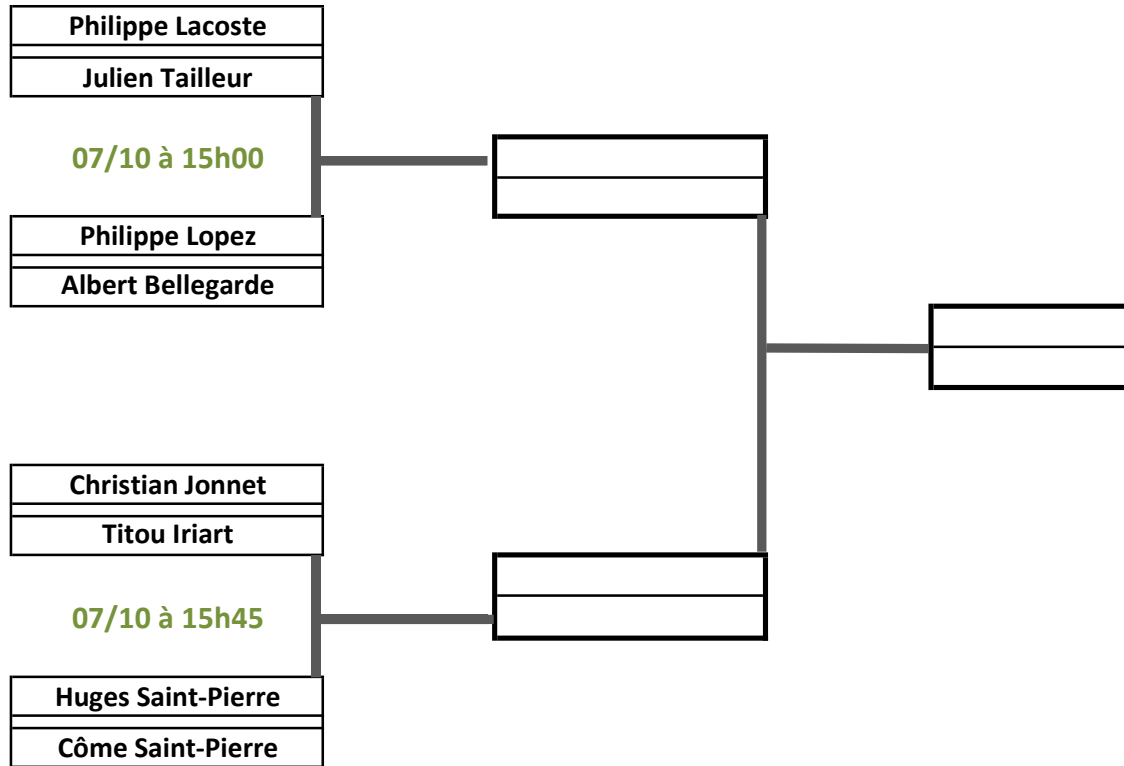 Philippe Lacoste
Julien Tailleur
07/10 à 15h00
Philippe Lopez
Albert Bellegarde
Christian Jonnet
Titou Iriart
07/10 à 15h45
Huges Saint-Pierre
Côme Saint-Pierre